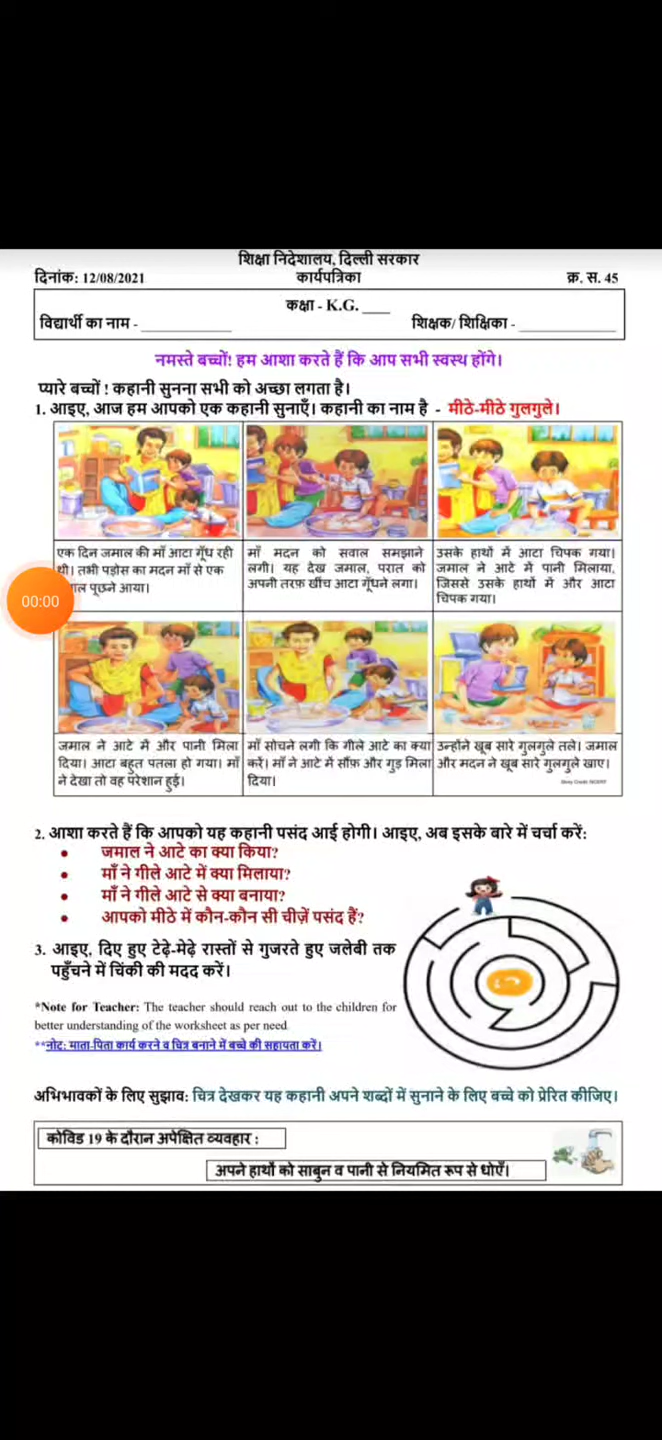 शिक्षा निदेशालय, दिल्ली सरकार
दिनांक: 12/08/2021 कार्यपत्रिका क्र. स. 45
कक्षा - K.G. ____
विद्यार्थी का नाम - ______________ शिक्षक/ शिक्षिका - ______________
नमस्ते बच्चों! हम आशा करते हैं कि आप सभी स्वस्थ होंगे।
प्यारे बच्चों ! कहानी सुनना सभी को अच्छा लगता है।
1. आइए, आज हम आपको एक कहानी सुनाएँ। कहानी का नाम है - मीठे-मीठे गुलगुले।
एक दिन जमाल की माँ आटा गूँध रही
थी। तभी पड़ोस का मदन माँ से एक
पूछने आया।
माँ मदन को सवाल समझाने
लगी। यह देख जमाल, परात को
अपनी तरफ़ खींच आटा गूँधने लगा।
उसके हाथों में आटा चिपक गया।
जमाल ने आटे में पानी मिलाया,
जिससे उसके हाथों में और आटा
चिपक गया।
00:00
जमाल ने आटे में और पानी मिला
दिया। आटा बहुत पतला हो गया। माँ
ने देखा तो वह परेशान हुई।
माँ सोचने लगी कि गीले आटे का क्या
करें। माँ ने आटे में सौंफ़ और गुड़ मिला
दिया।
उन्होंने खूब सारे गुलगुले तले। जमाल
और मदन ने खूब सारे गुलगुले खाए।
Story Credit: NCERT
2. आशा करते हैं कि आपको यह कहानी पसंद आई होगी। आइए, अब इसके बारे में चर्चा करें:
• जमाल ने आटे का क्या किया?
• माँ ने गीले आटे में क्या मिलाया?
• माँ ने गीले आटे से क्या बनाया?
• आपको मीठे में कौन-कौन सी चीज़ें पसंद हैं?
3. आइए, दिए हुए टेढ़े-मेढ़े रास्तों से गुजरते हुए जलेबी तक
पहुँचने में चिंकी की मदद करें।
*Note for Teacher: The teacher should reach out to the children for
better understanding of the worksheet as per need.
**नोट: माता-पिता कार्य करने व चित्र बनाने में बच्चे की सहायता करें।
अभिभावकों के लिए सुझाव: चित्र देखकर यह कहानी अपने शब्दों में सुनाने के लिए बच्चे को प्रेरित कीजिए।
कोविड 19 के दौरान अपेक्षित व्यवहार :
अपने हाथों को साबुन व पानी से नियमित रूप से धोएँ।